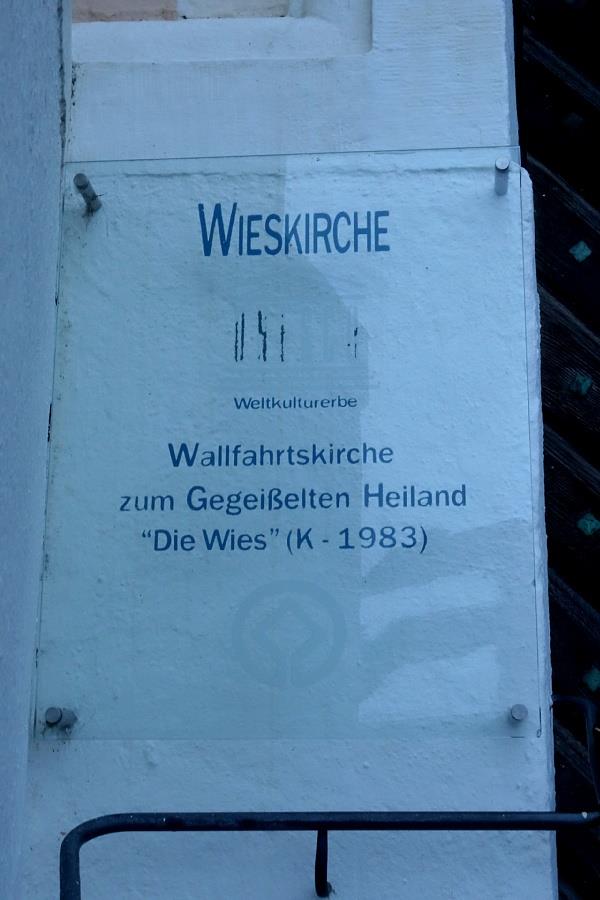 WIESKIRCHE
Weltkulturerbe
Wallfahrtskirche
zum Gegeißelten Heiland
“Die Wies” (K - 1983)